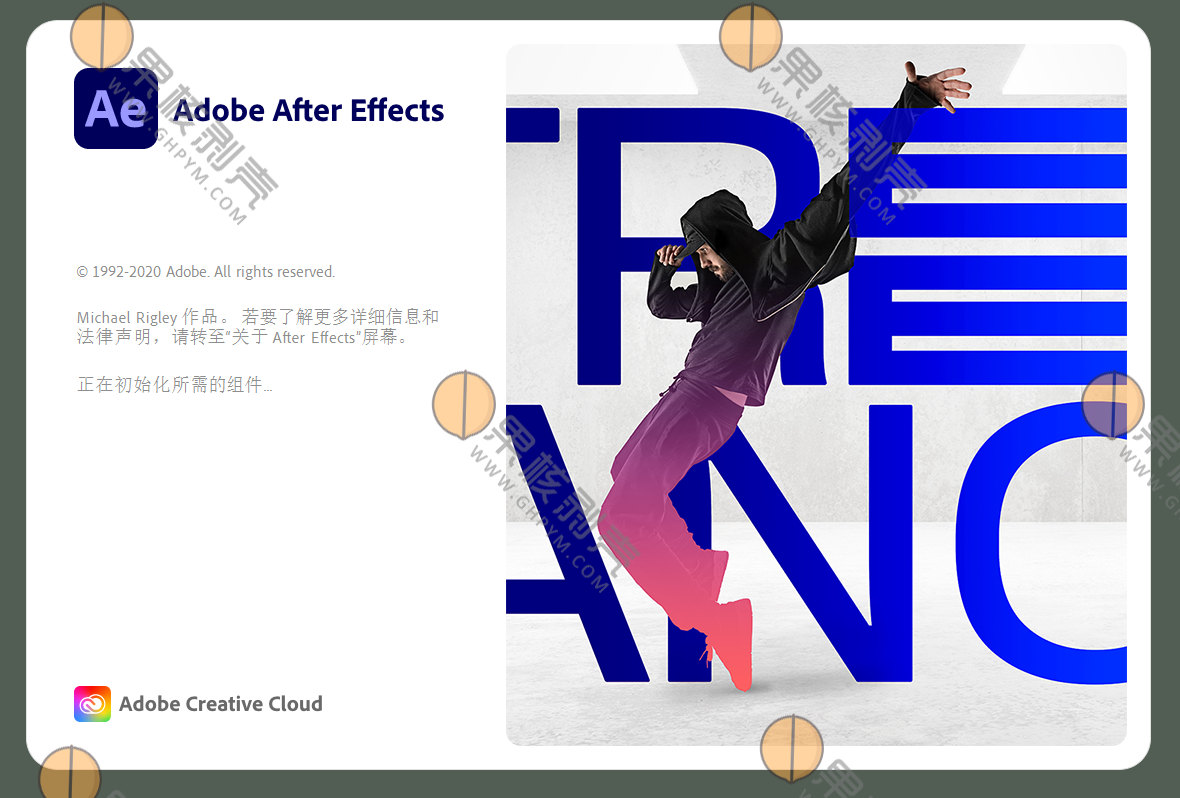 Ae
Adobe After Effects
© 1992-2020 Adobe. All rights reserved.
Michael Rigley 作品。 若要了解更多详细信息和
法律声明，请转至“关于 After Effects”屏幕。
正在初始化所需的组件...
Adobe Creative Cloud
TRE
ANC
果核剥壳
WWW.GHPYM.COM
果核剥壳
WWW.GHPYM.COM
果核剥壳
WWW.GHPYM.COM